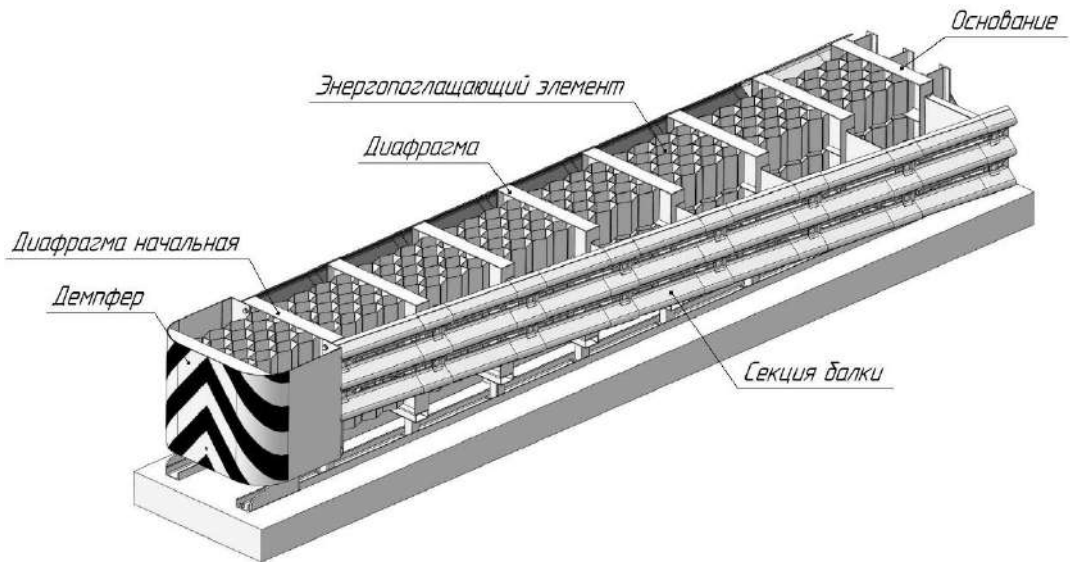 Основание
Энергопоглащающий элемент
Диафрагма
Диафрагма начальная
Демпфер
Секция балки